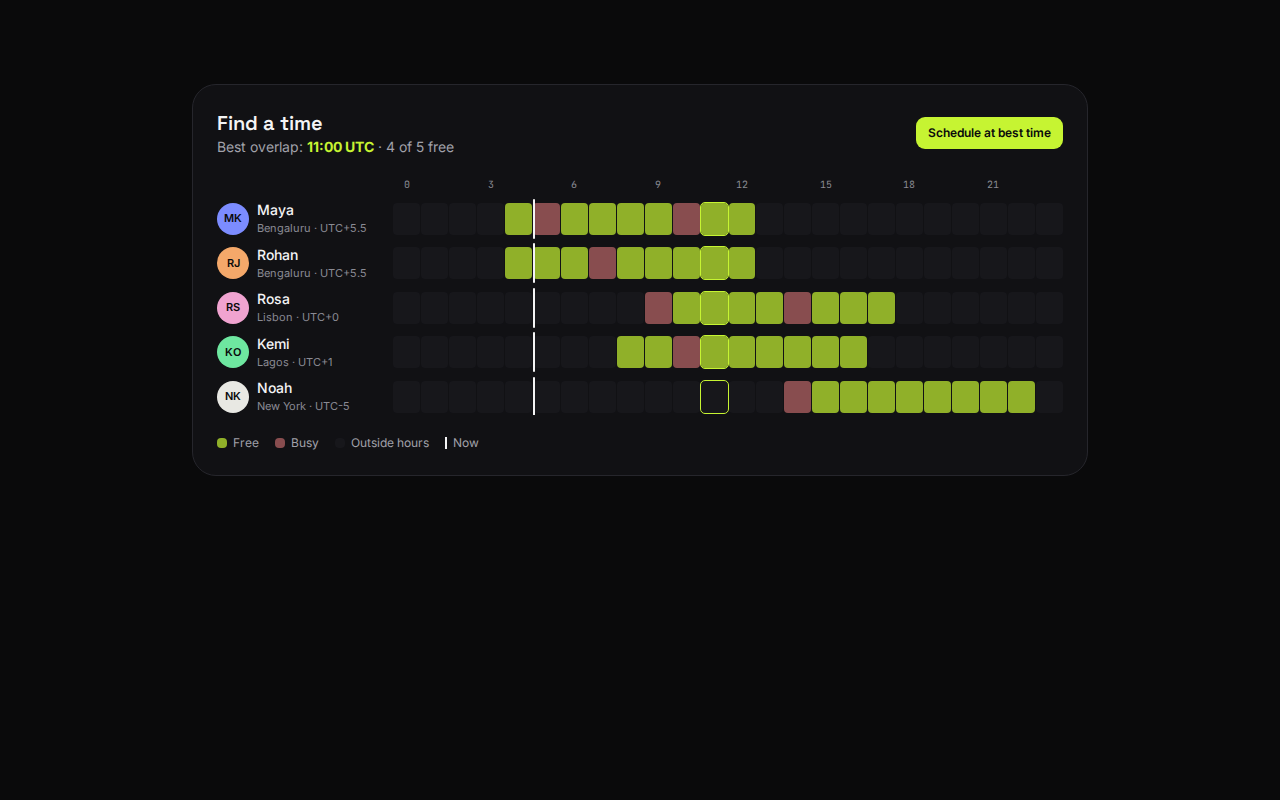 Find a time
Best overlap: 11:00 UTC · 4 of 5 free
Schedule at best time
0 3 6 9 12 15 18 21
MK Maya
Bengaluru · UTC+5.5
RJ Rohan
Bengaluru · UTC+5.5
RS Rosa
Lisbon · UTC+0
KO Kemi
Lagos · UTC+1
NK Noah
New York · UTC-5
Free Busy Outside hours Now